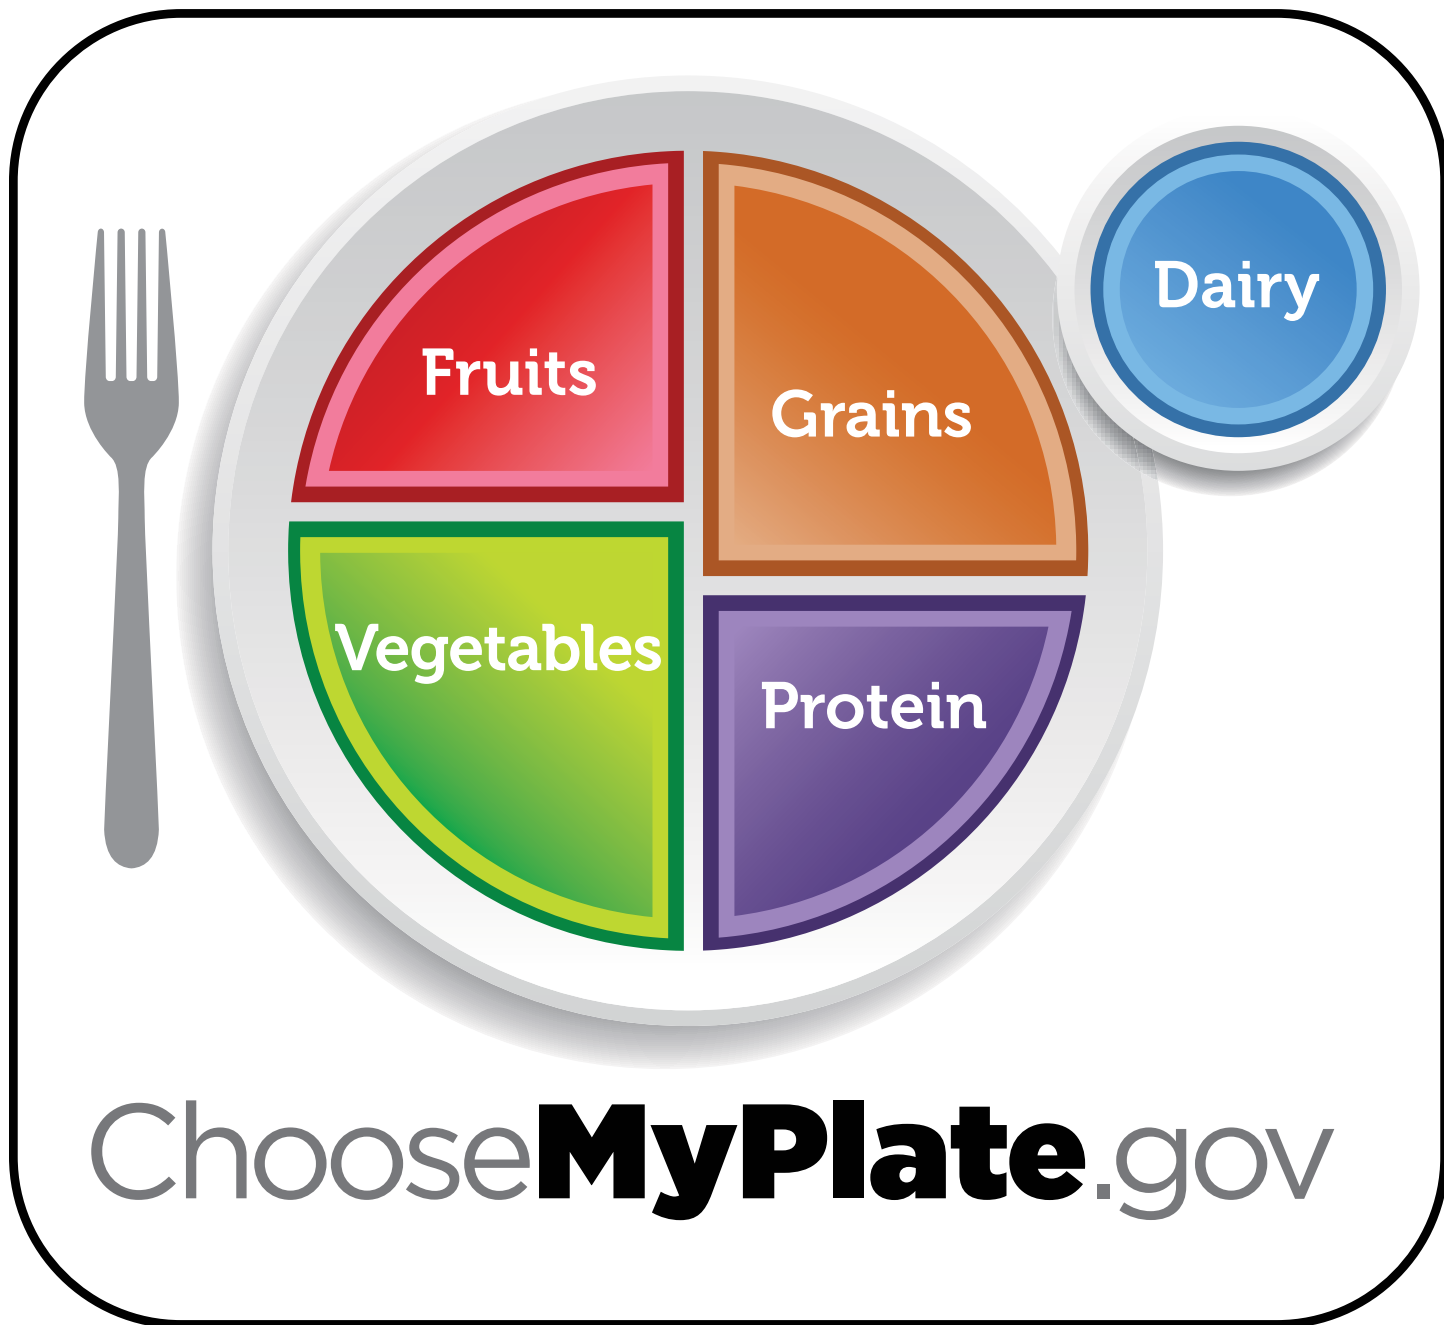 Fruits
Grains
Dairy
Vegetables
Protein
ChooseMyPlate.gov